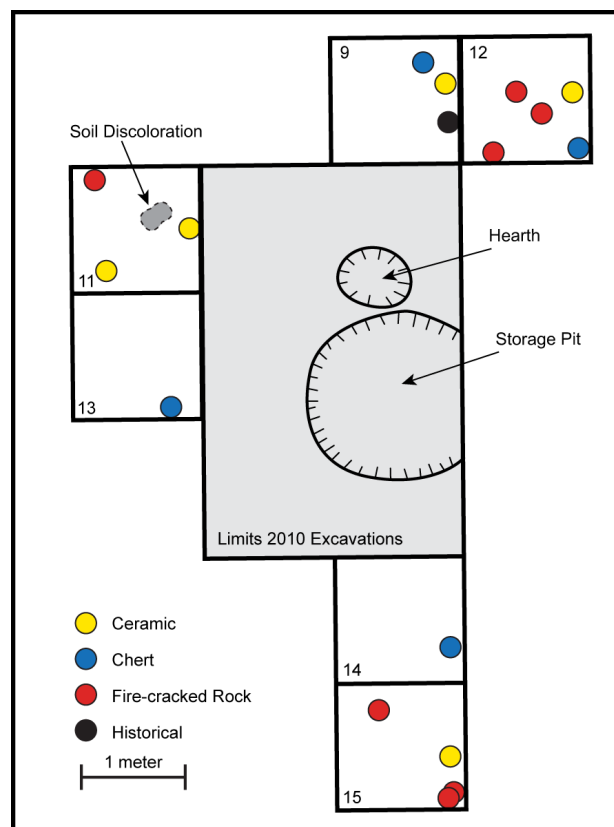 9
12
Soil Discoloration
Hearth
11
Storage Pit
13
Limits 2010 Excavations
14
Ceramic
Chert
Fire-cracked Rock
Historical
1 meter
15